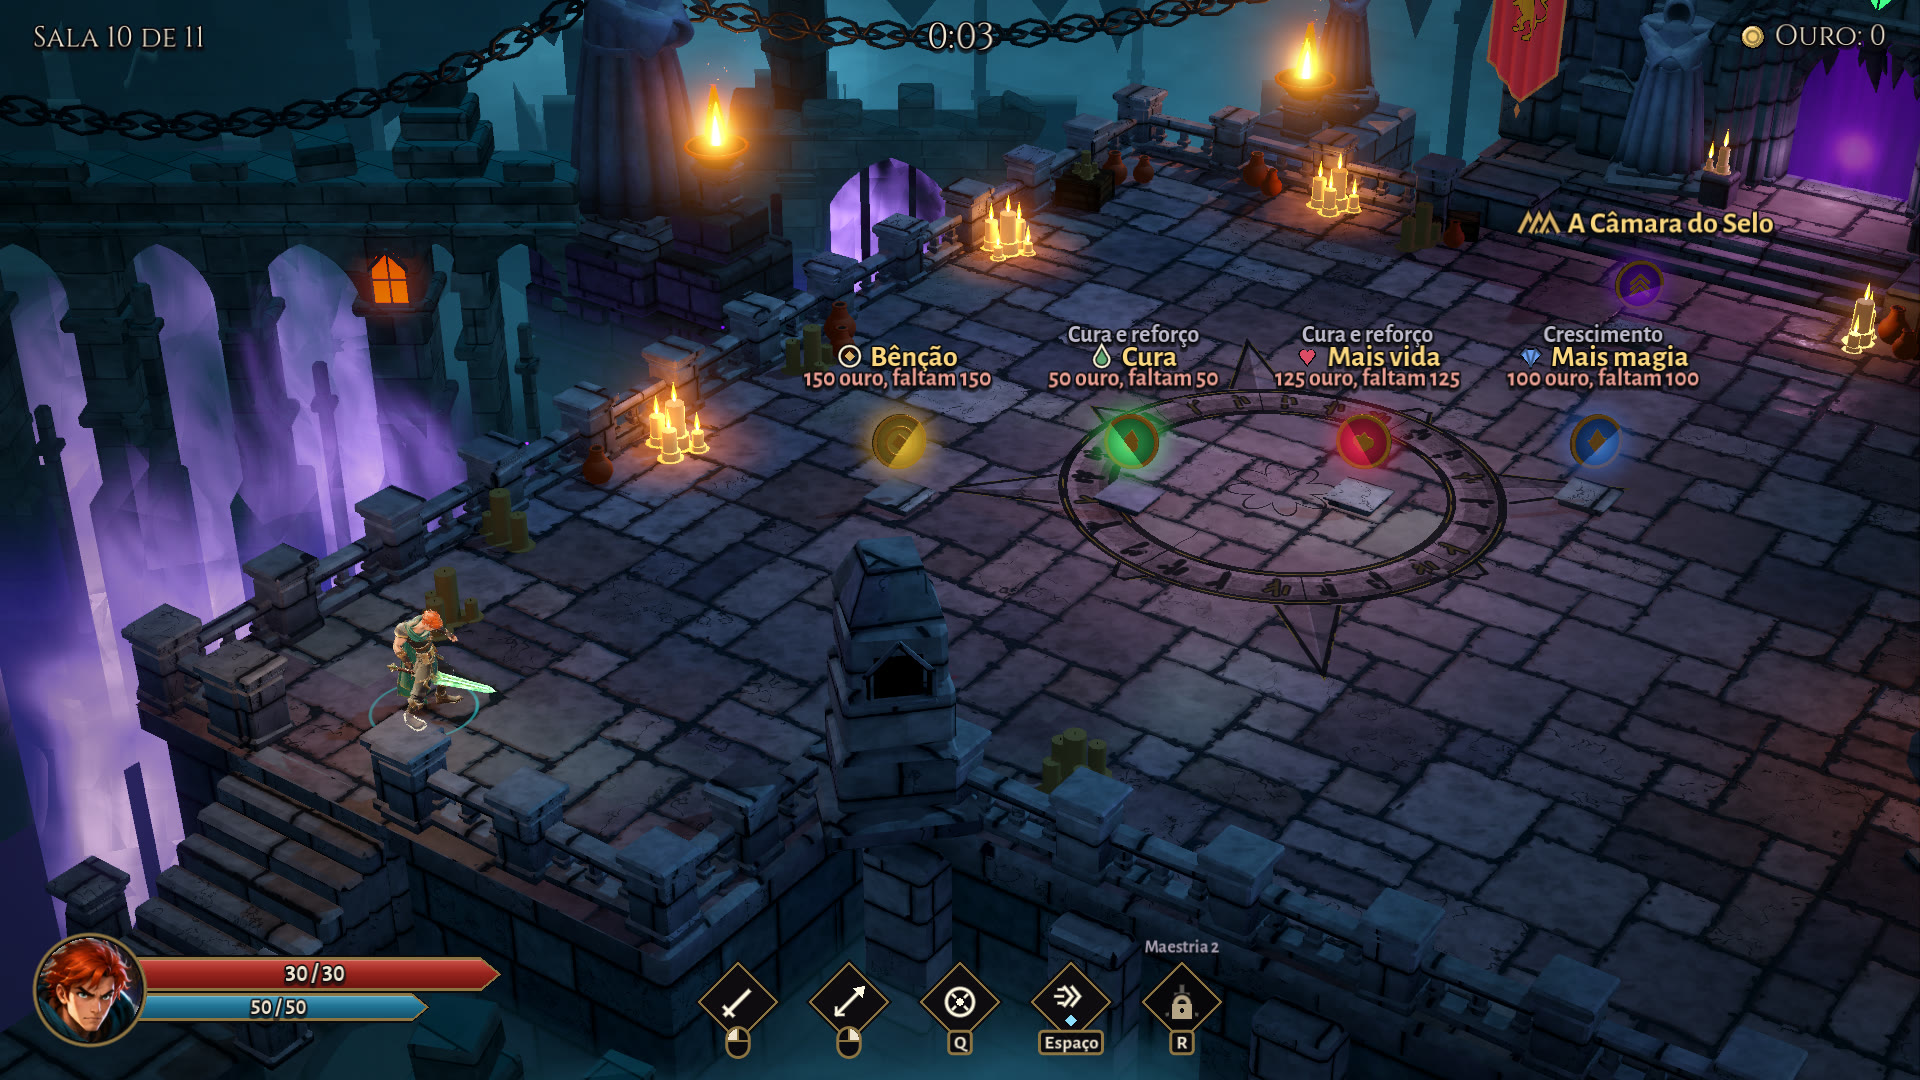 SALA 10 DE 11
0:03
OURO: 0
A Câmara do Selo
Bênção
150 ouro, faltam 150
Cura e reforço
Cura
50 ouro, faltam 50
Cura e reforço
Mais vida
125 ouro, faltam 125
Crescimento
Mais magia
100 ouro, faltam 100
30/30
50/50
Maestria 2
Q
Espaço
R